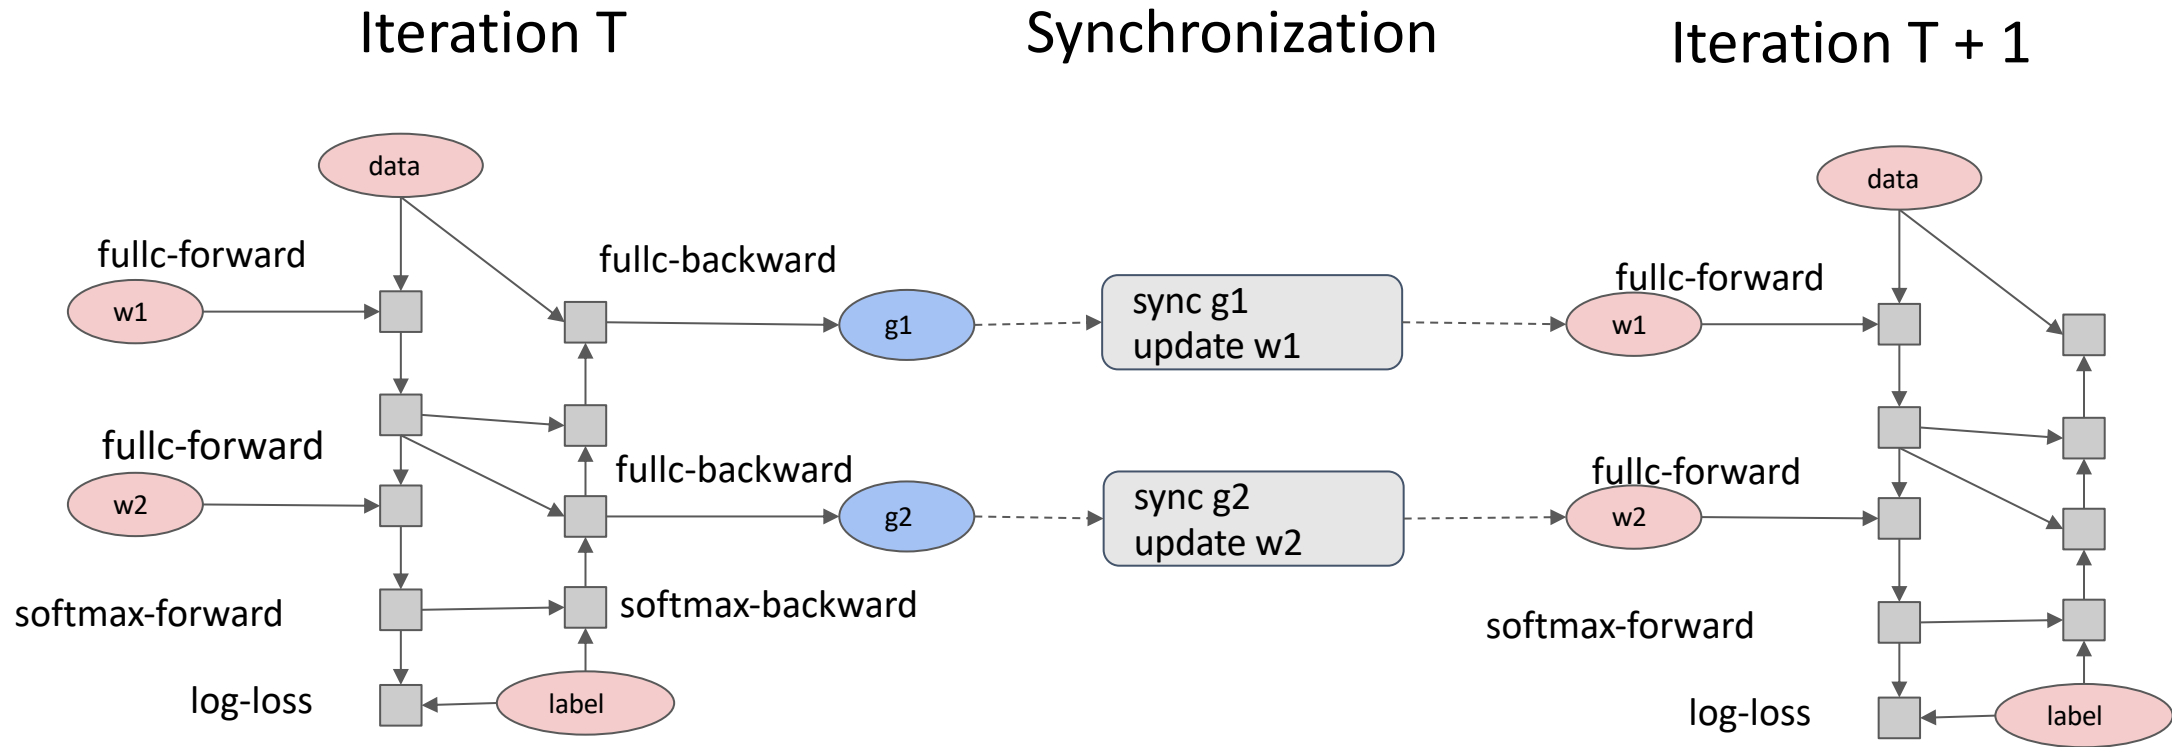 Iteration T
Synchronization
Iteration T + 1
data
data
fullc-forward
fullc-backward
fullc-forward
w1
g1
sync g1
update w1
w1
fullc-forward
fullc-backward
fullc-forward
w2
g2
sync g2
update w2
w2
softmax-forward
softmax-backward
softmax-forward
log-loss
label
log-loss
label